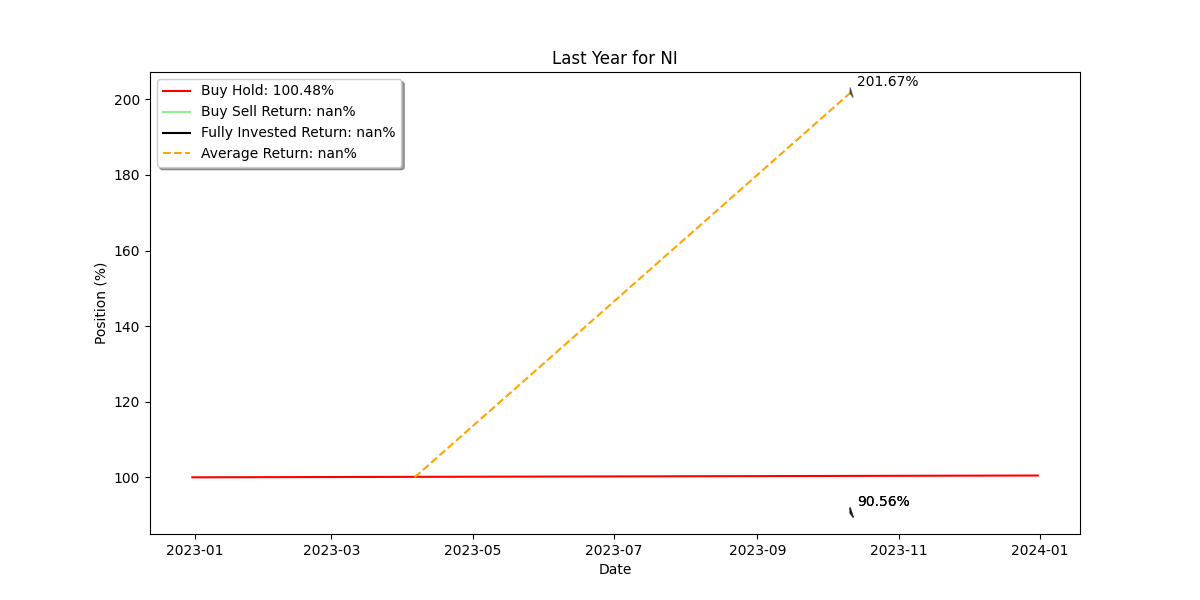 Last Year for NI
Buy Hold: 100.48%
Buy Sell Return: nan%
Fully Invested Return: nan%
Average Return: nan%
201.67%
90.56%
Position (%)
200
180
160
140
120
100
2023-01 2023-03 2023-05 2023-07 2023-09 2023-11 2024-01
Date